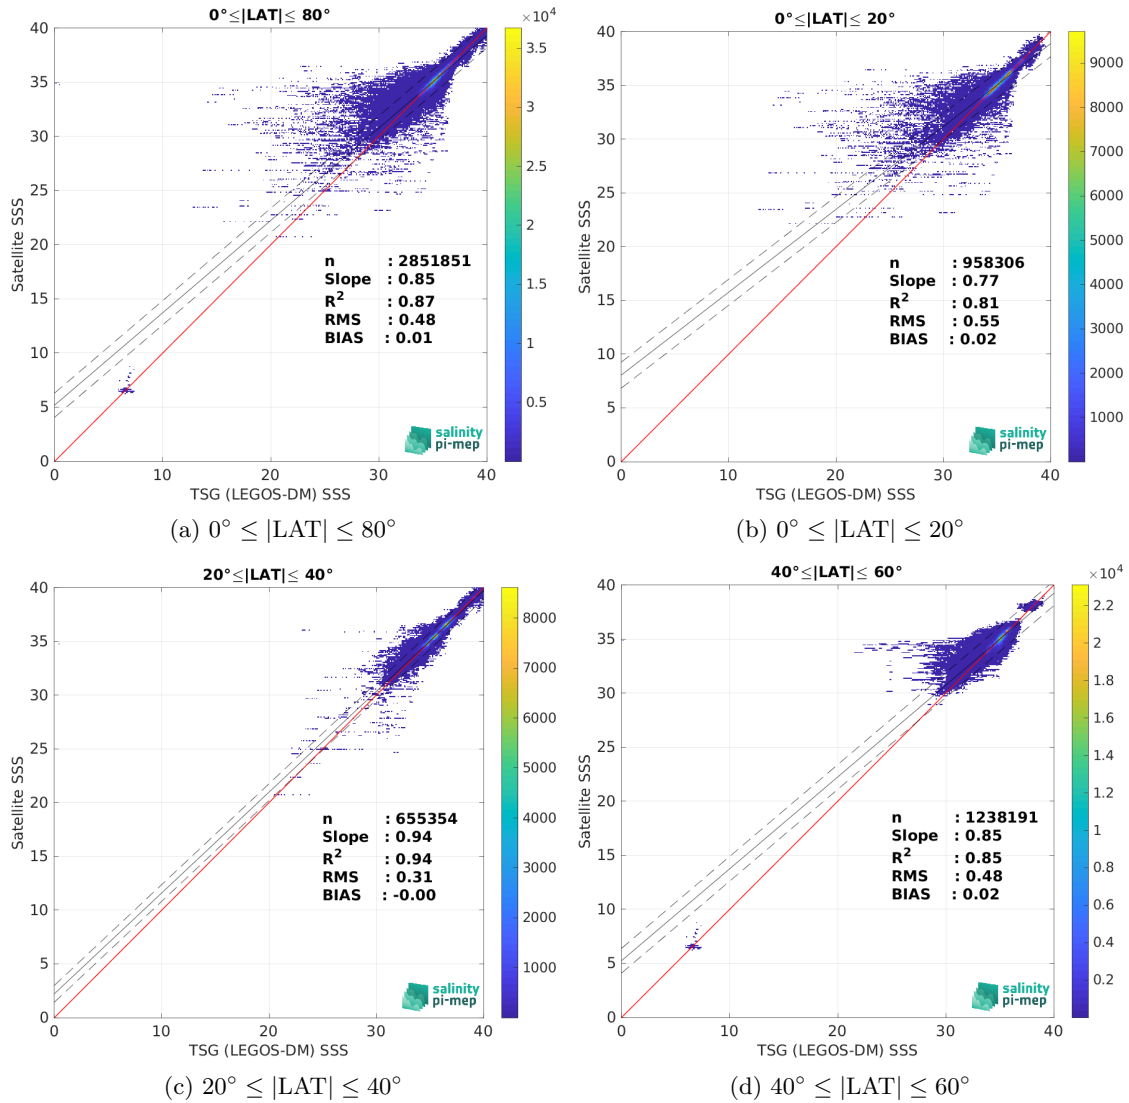 0°≤|LAT|≤ 80°
×10⁴
40
35
30
25
20
15
10
5
0
Satellite SSS
n : 2851851
Slope : 0.85
R² : 0.87
RMS : 0.48
BIAS : 0.01
salinity
pi-mep
0 10 20 30 40
TSG (LEGOS-DM) SSS
3.5
3
2.5
2
1.5
1
0.5
(a) 0° ≤ |LAT| ≤ 80°
0°≤|LAT|≤ 20°
40
35
30
25
20
15
10
5
0
Satellite SSS
n : 958306
Slope : 0.77
R² : 0.81
RMS : 0.55
BIAS : 0.02
salinity
pi-mep
0 10 20 30 40
TSG (LEGOS-DM) SSS
9000
8000
7000
6000
5000
4000
3000
2000
1000
(b) 0° ≤ |LAT| ≤ 20°
20°≤|LAT|≤ 40°
40
35
30
25
20
15
10
5
0
Satellite SSS
n : 655354
Slope : 0.94
R² : 0.94
RMS : 0.31
BIAS : -0.00
salinity
pi-mep
0 10 20 30 40
TSG (LEGOS-DM) SSS
8000
7000
6000
5000
4000
3000
2000
1000
(c) 20° ≤ |LAT| ≤ 40°
40°≤|LAT|≤ 60°
×10⁴
40
35
30
25
20
15
10
5
0
Satellite SSS
n : 1238191
Slope : 0.85
R² : 0.85
RMS : 0.48
BIAS : 0.02
salinity
pi-mep
0 10 20 30 40
TSG (LEGOS-DM) SSS
2.2
2
1.8
1.6
1.4
1.2
1
0.8
0.6
0.4
0.2
(d) 40° ≤ |LAT| ≤ 60°